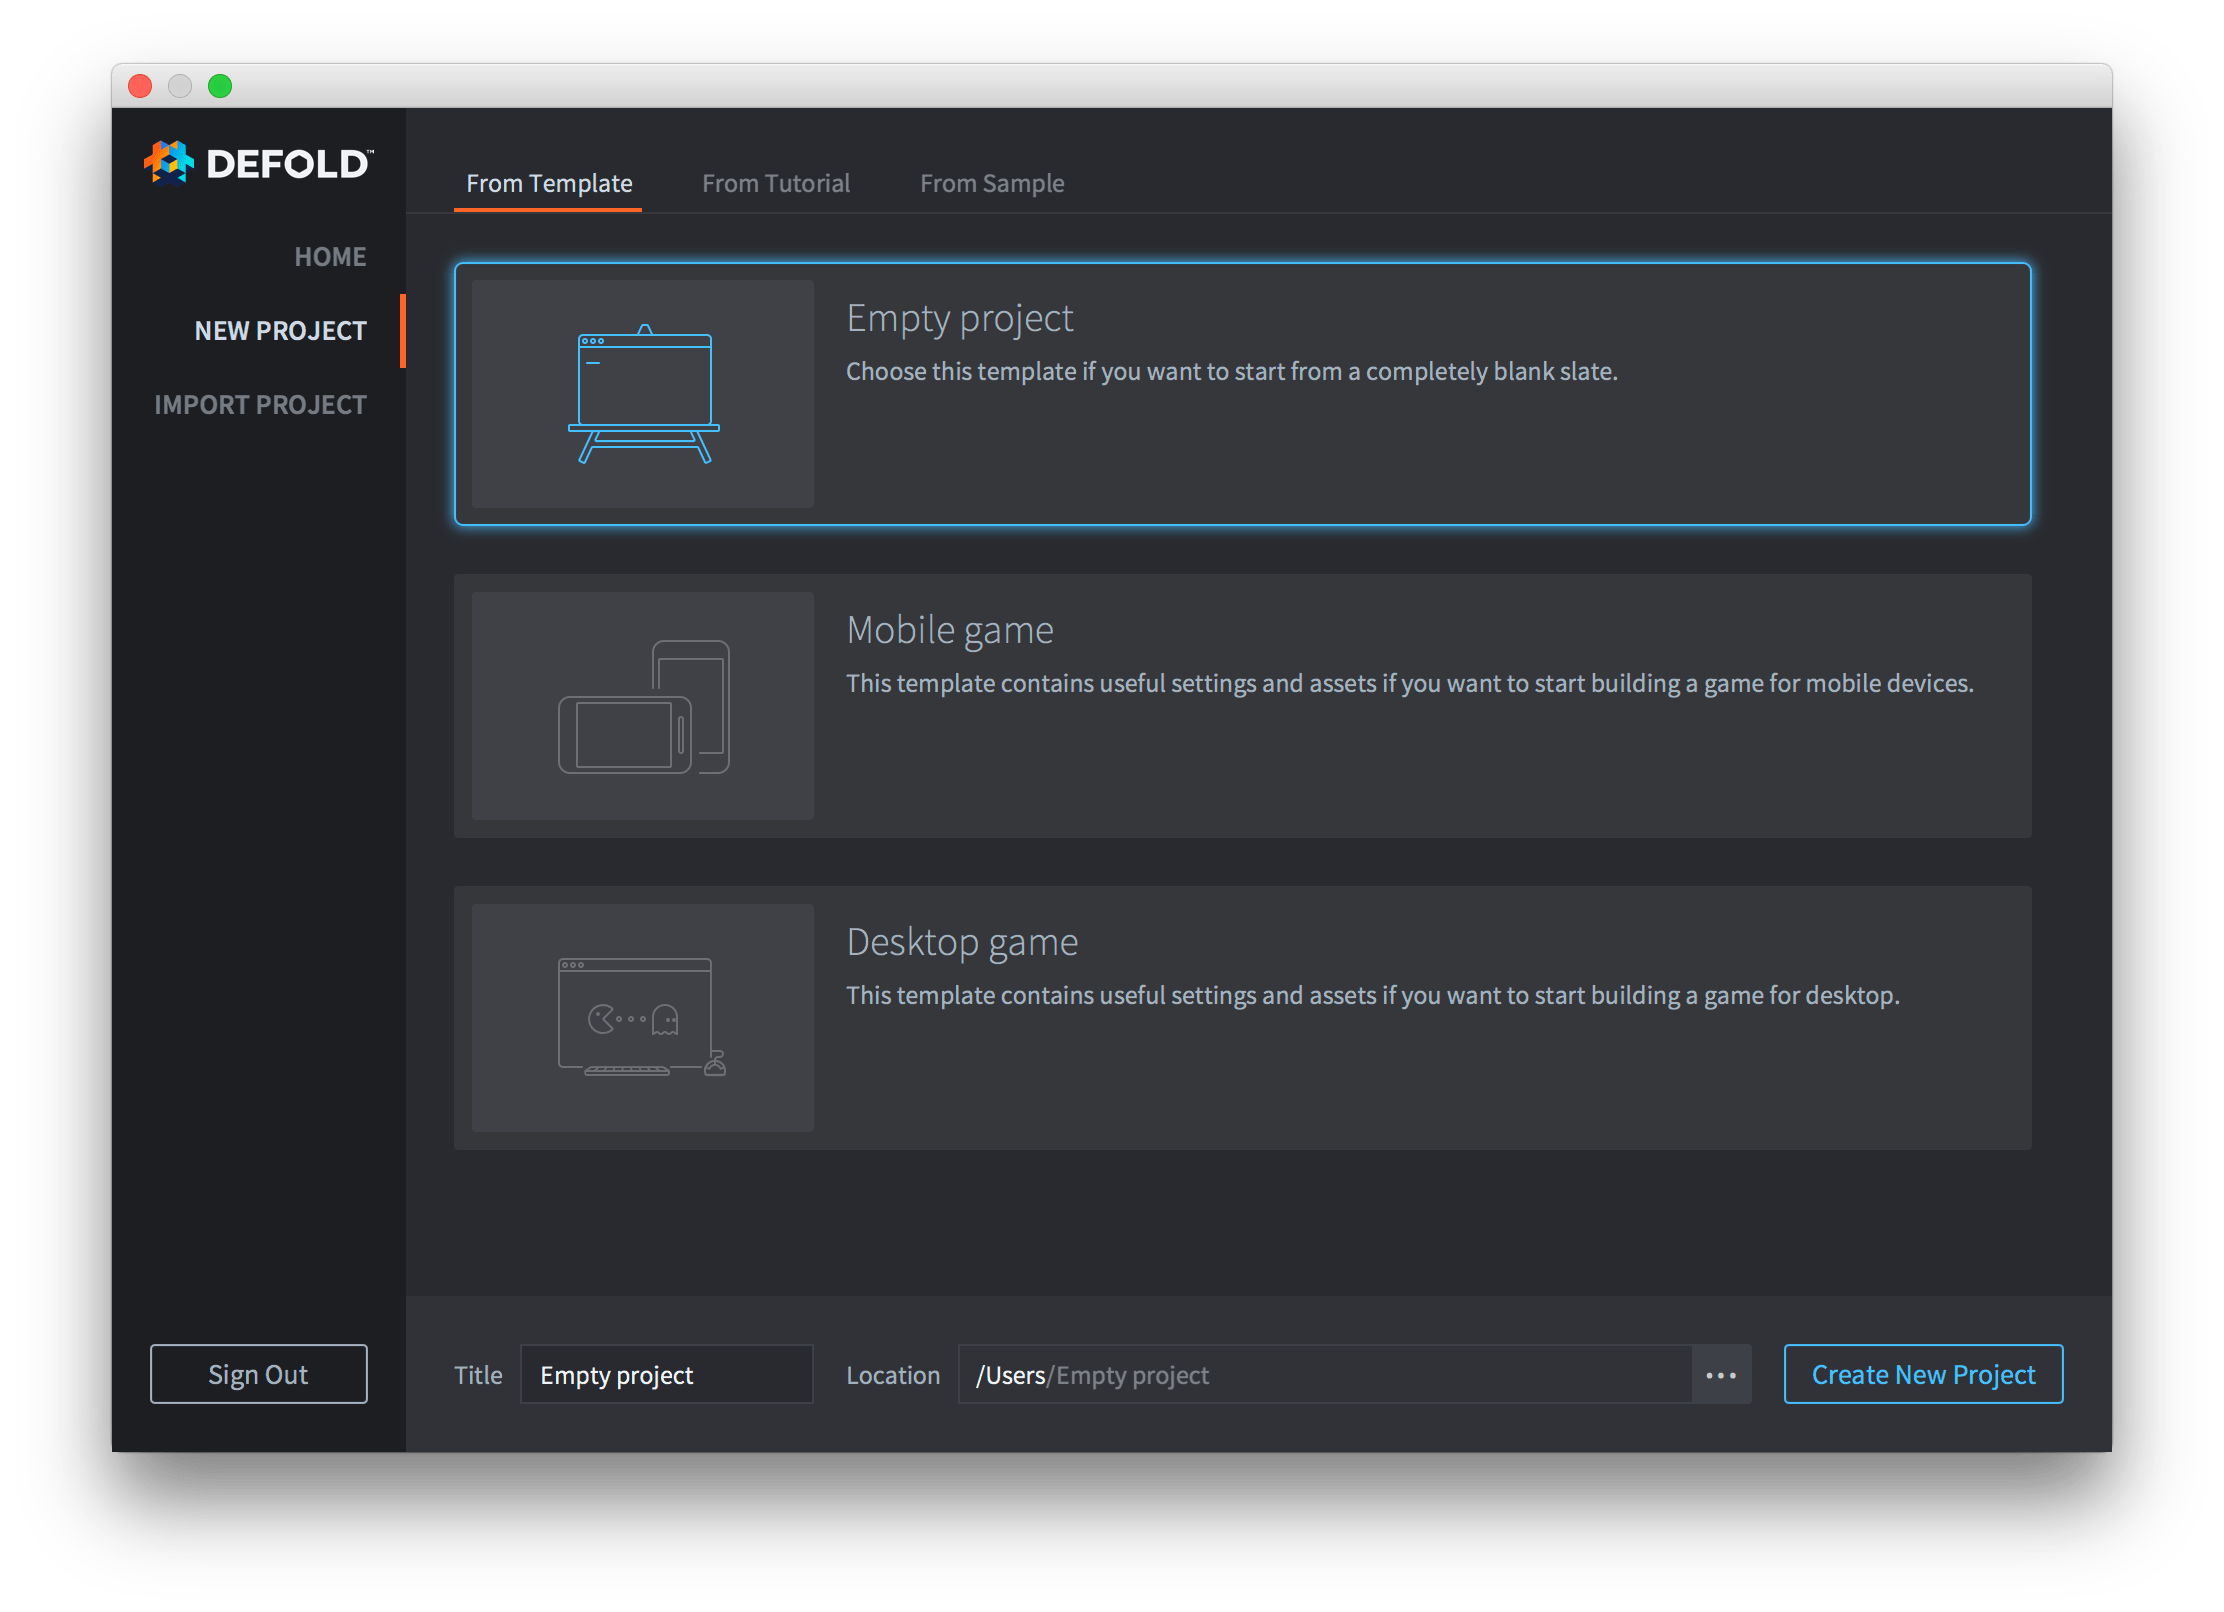 DEFOLD™
HOME
NEW PROJECT
IMPORT PROJECT
Sign Out
From Template
From Tutorial
From Sample
Empty project
Choose this template if you want to start from a completely blank slate.
Mobile game
This template contains useful settings and assets if you want to start building a game for mobile devices.
Desktop game
This template contains useful settings and assets if you want to start building a game for desktop.
Title
Empty project
Location
/Users/Empty project
...
Create New Project